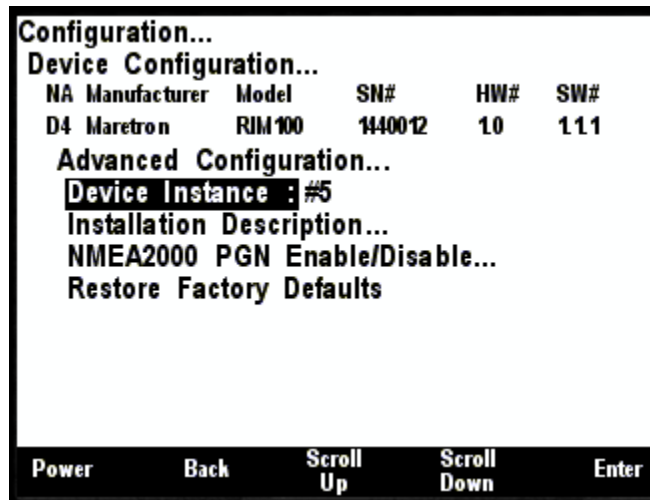 Configuration...
Device Configuration...
NA Manufacturer Model SN# HW# SW#
D4 Maretron RIM100 1440012 1.0 1.1.1
Advanced Configuration...
Device Instance : #5
Installation Description...
NMEA2000 PGN Enable/Disable...
Restore Factory Defaults
Power Back Scroll Up Scroll Down Enter